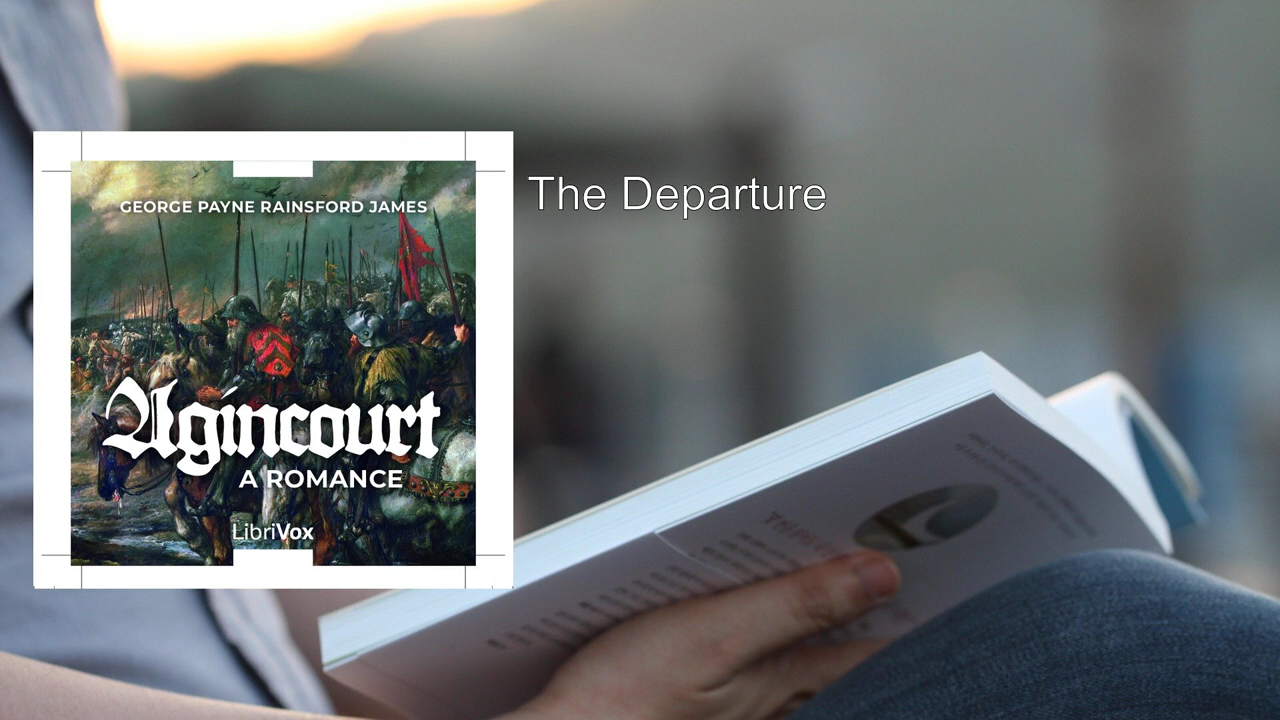 GEORGE PAYNE RAINSFORD JAMES
The Departure
Agincourt
A ROMANCE
LibriVox